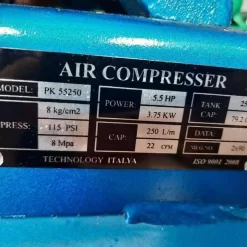 AIR COMPRESSER
MODEL: PK 55250 POWER: 5.5 HP TANK
8 kg/cm2 3.75 KW CAP:
PRESS: 115 PSI CAP: 250 L/m DATA:
8 Mpa 22 CFM
TECHNOLOGY ITALYA ISO 9001 2008